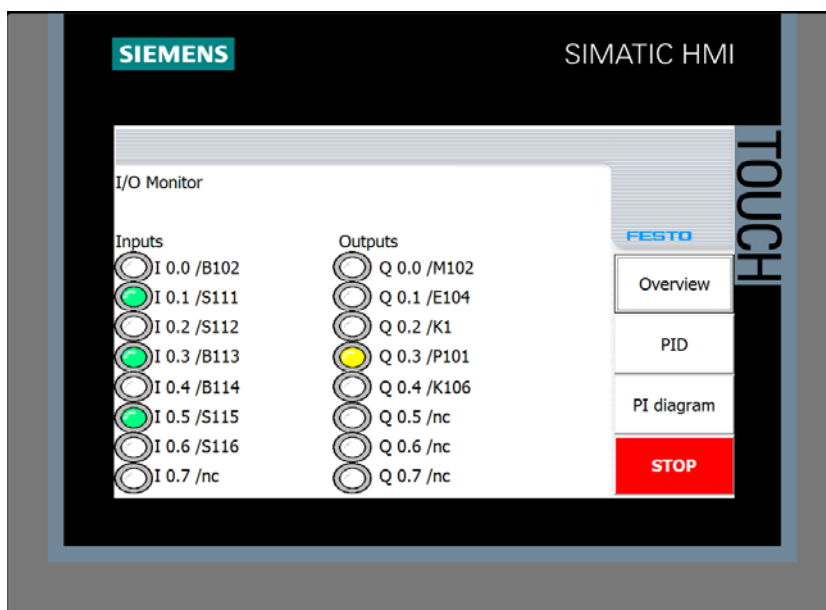 SIEMENS
SIMATIC HMI
TOUCH
I/O Monitor
FESTO
Inputs
Outputs
I 0.0 /B102
Q 0.0 /M102
I 0.1 /S111
Q 0.1 /E104
I 0.2 /S112
Q 0.2 /K1
I 0.3 /B113
Q 0.3 /P101
I 0.4 /B114
Q 0.4 /K106
I 0.5 /S115
Q 0.5 /nc
I 0.6 /S116
Q 0.6 /nc
I 0.7 /nc
Q 0.7 /nc
Overview
PID
PI diagram
STOP